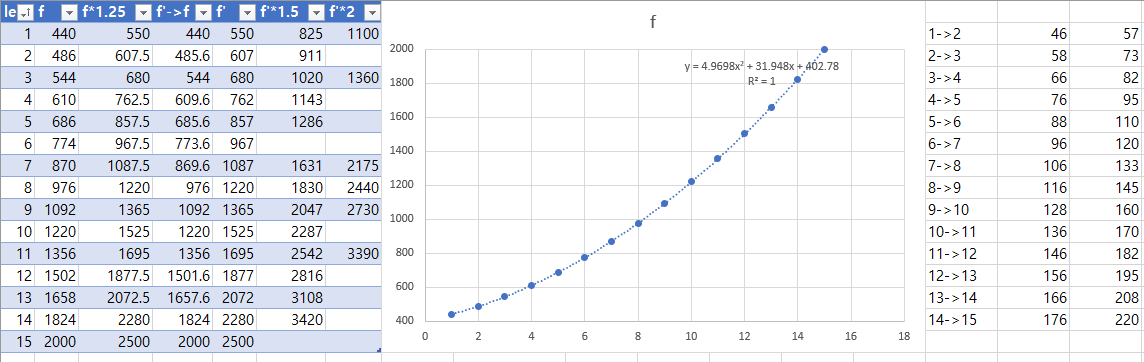 le f f*1.25 f'->f f' f'*1.5 f'*2
1 440 550 440 550 825 1100
2 486 607.5 485.6 607 911
3 544 680 544 680 1020 1360
4 610 762.5 609.6 762 1143
5 686 857.5 685.6 857 1286
6 774 967.5 773.6 967
7 870 1087.5 869.6 1087 1631 2175
8 976 1220 976 1220 1830 2440
9 1092 1365 1092 1365 2047 2730
10 1220 1525 1220 1525 2287
11 1356 1695 1356 1695 2542 3390
12 1502 1877.5 1501.6 1877 2816
13 1658 2072.5 1657.6 2072 3108
14 1824 2280 1824 2280 3420
15 2000 2500 2000 2500
f
y = 4.9698x² + 31.948x + 402.78
R² = 1
2000
1800
1600
1400
1200
1000
800
600
400
0 2 4 6 8 10 12 14 16 18
1->2 46 57
2->3 58 73
3->4 66 82
4->5 76 95
5->6 88 110
6->7 96 120
7->8 106 133
8->9 116 145
9->10 128 160
10->11 136 170
11->12 146 182
12->13 156 195
13->14 166 208
14->15 176 220